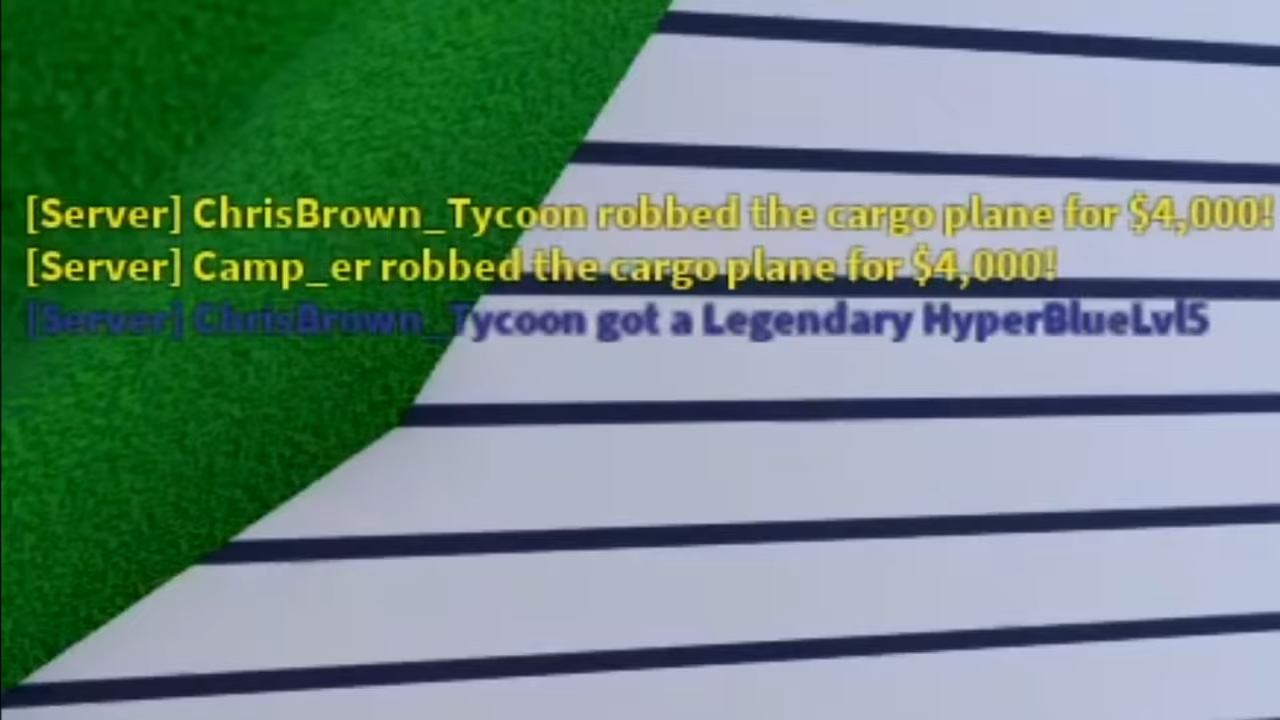 [Server] ChrisBrown_Tycoon robbed the cargo plane for $4,000!
[Server] Camp_er robbed the cargo plane for $4,000!
[Server] ChrisBrown_Tycoon got a Legendary HyperBlueLvl5